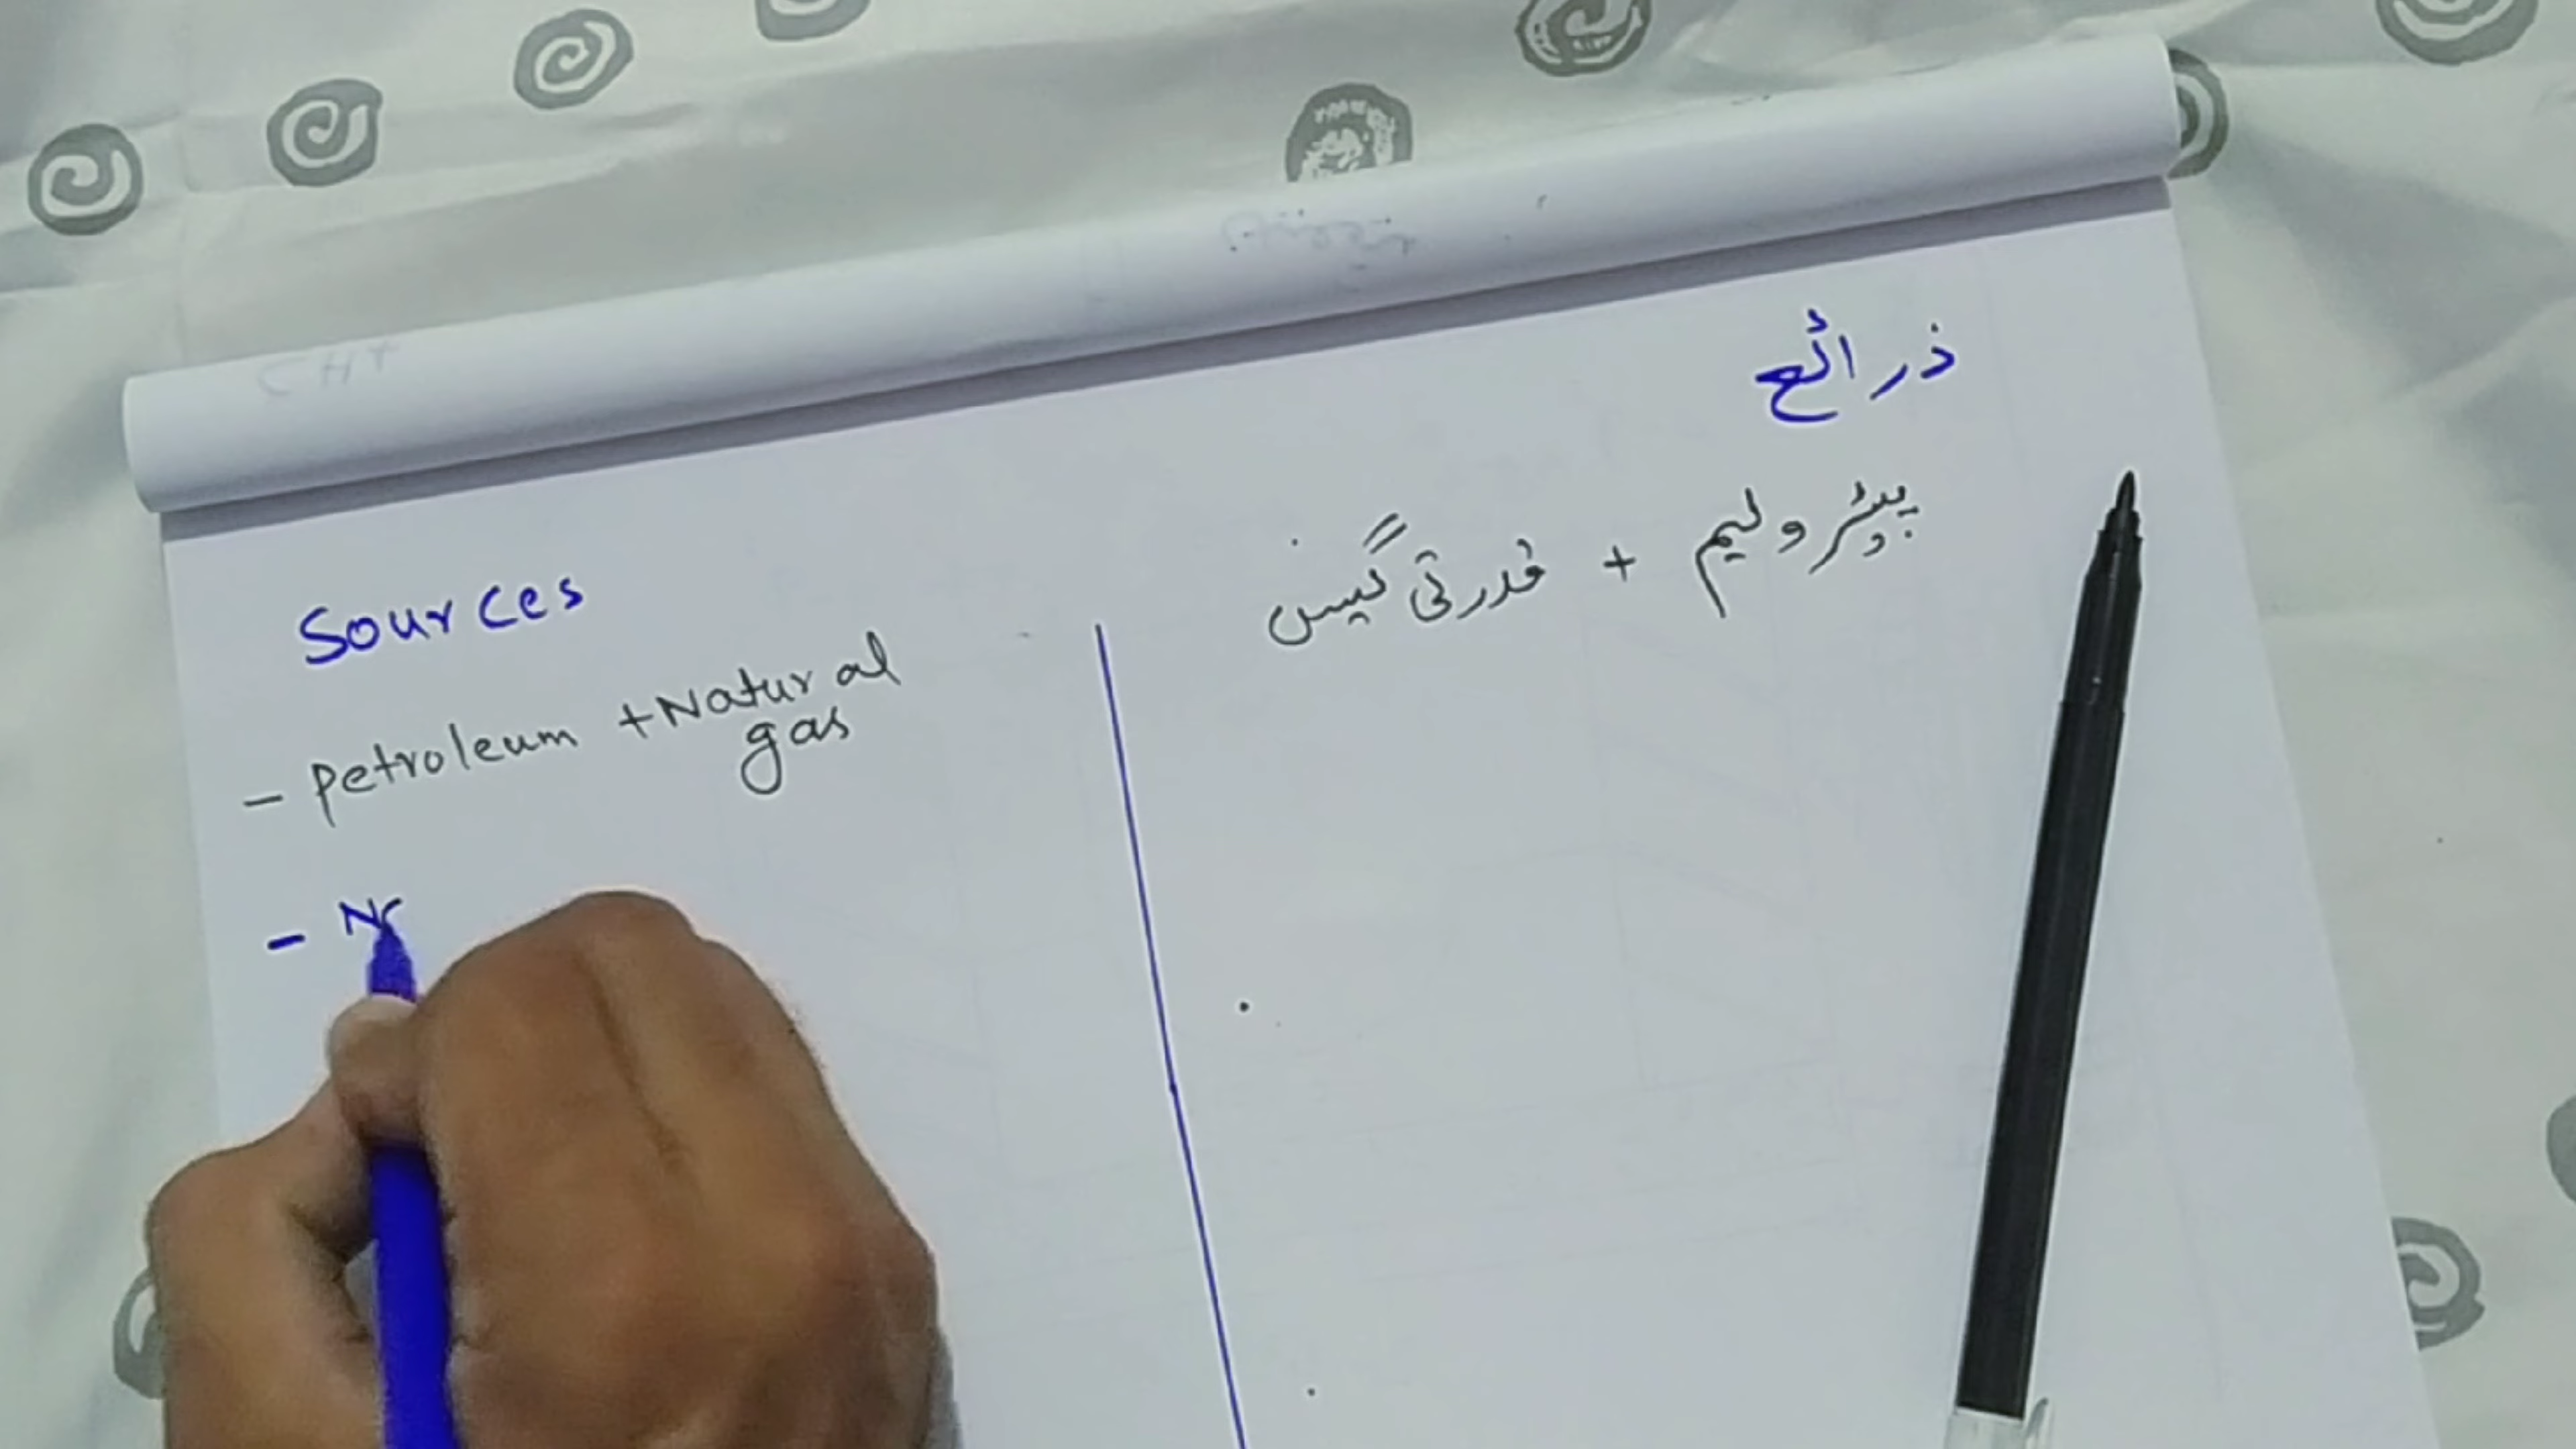 ذرائع
پیٹرولیم + قدرتی گیس
Sources
- Petroleum + Natural
gas
-